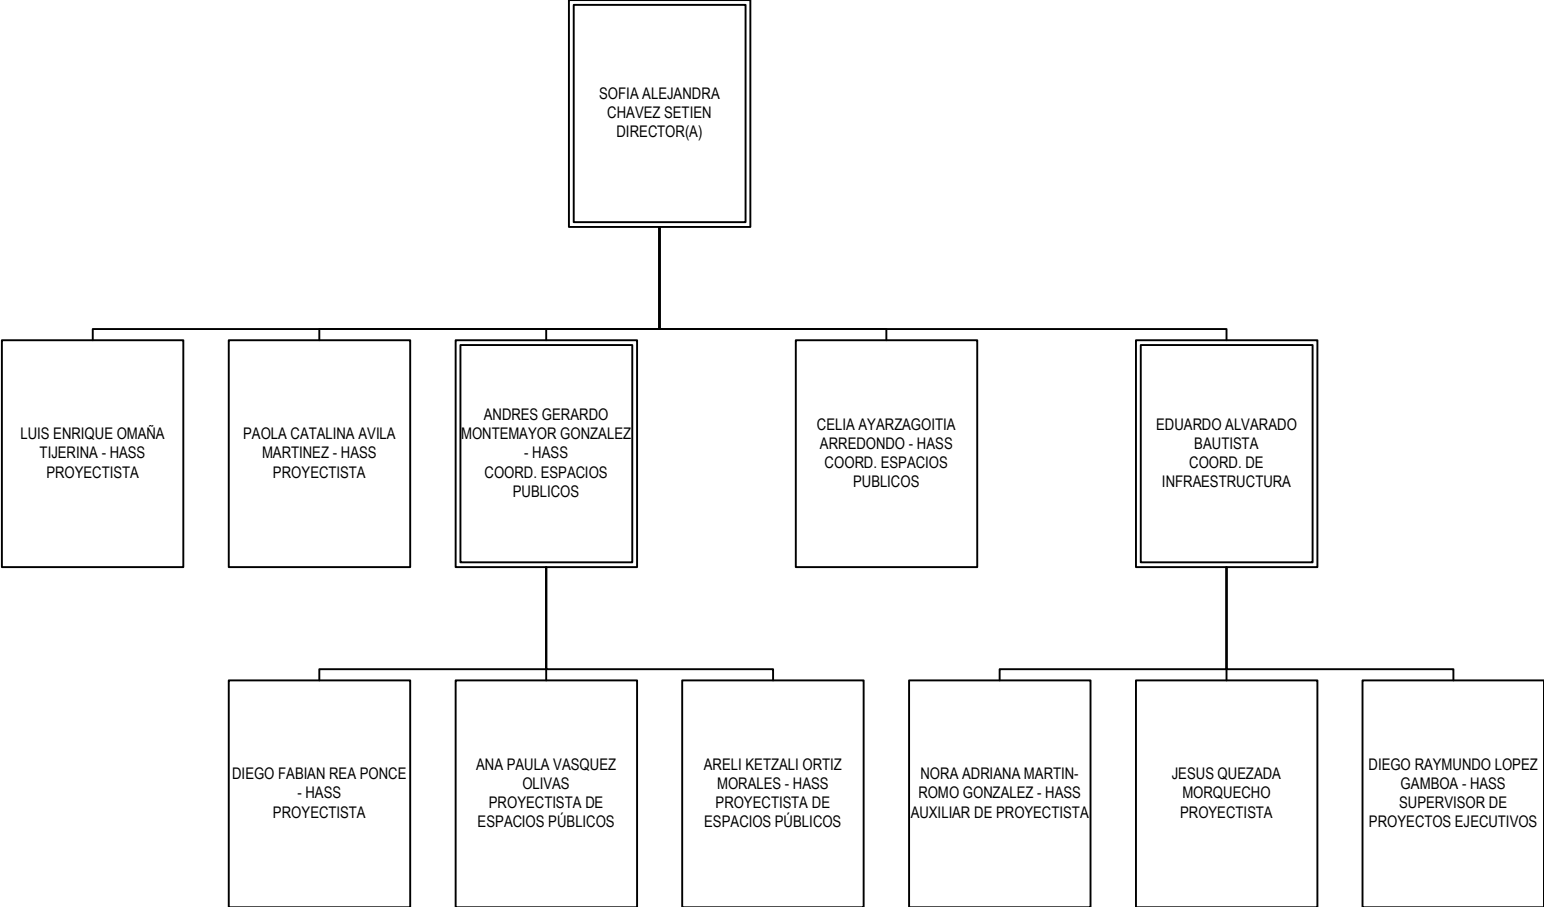 SOFIA ALEJANDRA
CHAVEZ SETIEN
DIRECTOR(A)
LUIS ENRIQUE OMAÑA
TIJERINA - HASS
PROYECTISTA
PAOLA CATALINA AVILA
MARTINEZ - HASS
PROYECTISTA
ANDRES GERARDO
MONTEMAYOR GONZALEZ
- HASS
COORD. ESPACIOS
PUBLICOS
CELIA AYARZAGOITIA
ARREDONDO - HASS
COORD. ESPACIOS
PUBLICOS
EDUARDO ALVARADO
BAUTISTA
COORD. DE
INFRAESTRUCTURA
DIEGO FABIAN REA PONCE
- HASS
PROYECTISTA
ANA PAULA VASQUEZ
OLIVAS
PROYECTISTA DE
ESPACIOS PÚBLICOS
ARELI KETZALI ORTIZ
MORALES - HASS
PROYECTISTA DE
ESPACIOS PÚBLICOS
NORA ADRIANA MARTIN-
ROMO GONZALEZ - HASS
AUXILIAR DE PROYECTISTA
JESUS QUEZADA
MORQUECHO
PROYECTISTA
DIEGO RAYMUNDO LOPEZ
GAMBOA - HASS
SUPERVISOR DE
PROYECTOS EJECUTIVOS